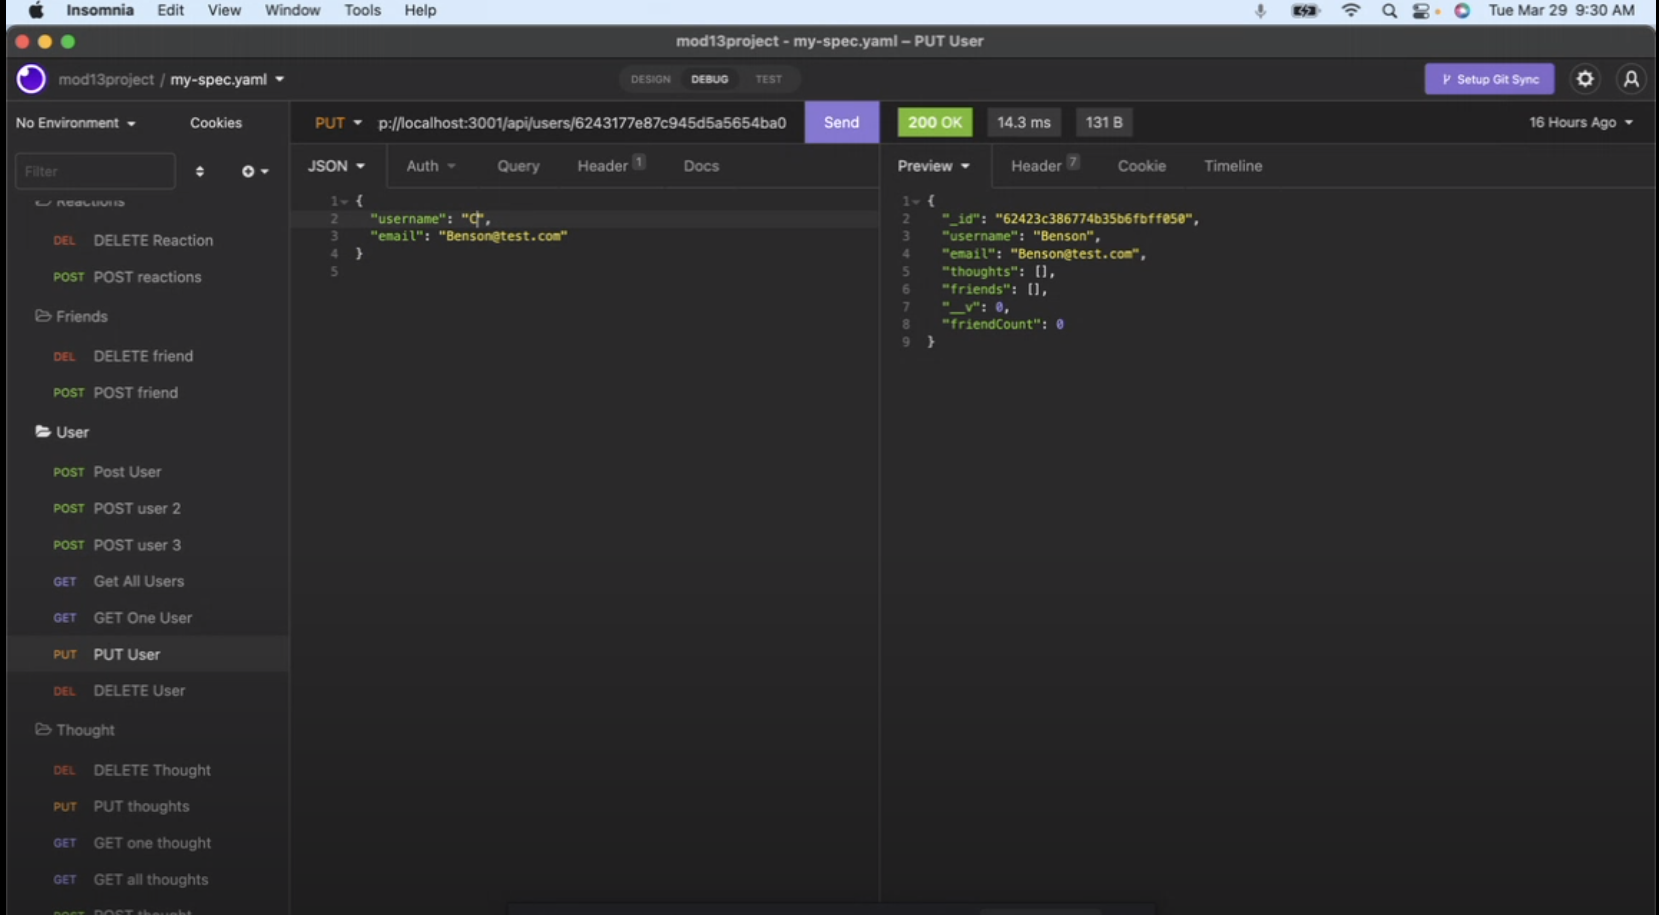 Insomnia Edit View Window Tools Help Tue Mar 29 9:30 AM
mod13project - my-spec.yaml – PUT User
mod13project / my-spec.yaml DESIGN DEBUG TEST Setup Git Sync
No Environment Cookies
Filter
Reactions
DEL DELETE Reaction
POST POST reactions
Friends
DEL DELETE friend
POST POST friend
User
POST Post User
POST POST user 2
POST POST user 3
GET Get All Users
GET GET One User
PUT PUT User
DEL DELETE User
Thought
DEL DELETE Thought
PUT PUT thoughts
GET GET one thought
GET GET all thoughts
POST POST thought
PUT p://localhost:3001/api/users/6243177e87c945d5a5654ba0 Send
JSON Auth Query Header 1 Docs
1 {
2 "username": "C",
3 "email": "Benson@test.com"
4 }
5
200 OK 14.3 ms 131 B 16 Hours Ago
Preview Header 7 Cookie Timeline
1 {
2 "_id": "62423c386774b35b6fbff050",
3 "username": "Benson",
4 "email": "Benson@test.com",
5 "thoughts": [],
6 "friends": [],
7 "__v": 0,
8 "friendCount": 0
9 }